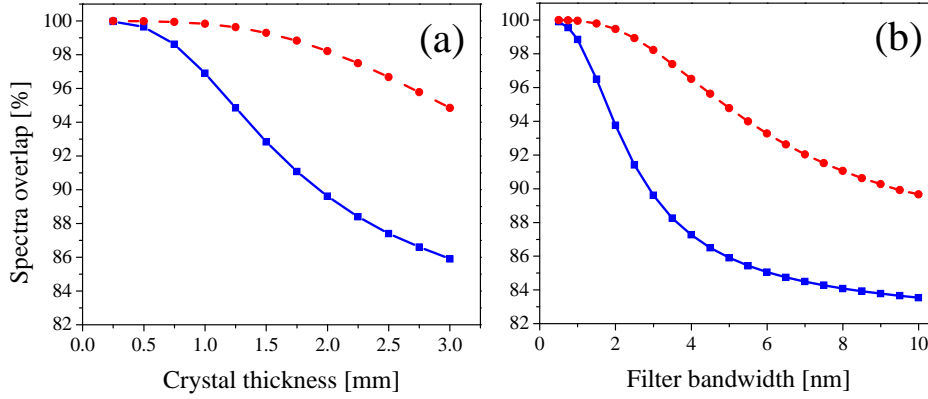 (a)
Spectra overlap [%]
100
98
96
94
92
90
88
86
84
82
0.0 0.5 1.0 1.5 2.0 2.5 3.0
Crystal thickness [mm]
(b)
100
98
96
94
92
90
88
86
84
82
0 2 4 6 8 10
Filter bandwidth [nm]